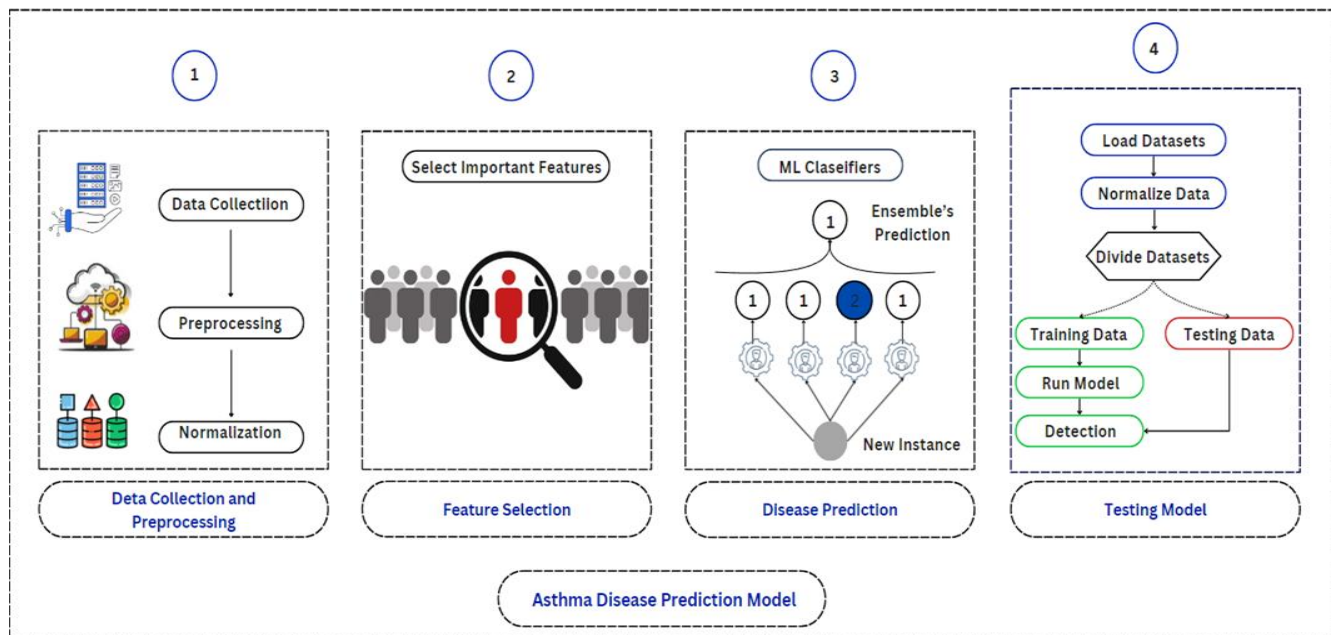 1
Data Collectiion
Preprocessing
Normalization
Deta Collection and
Preprocessing
2
Select Important Features
Feature Selection
3
ML Claseifiers
1
Ensemble's
Prediction
1 1 2 1
New Instance
Disease Prediction
4
Load Datasets
Normalize Data
Divide Datasets
Training Data
Testing Data
Run Model
Detection
Testing Model
Asthma Disease Prediction Model